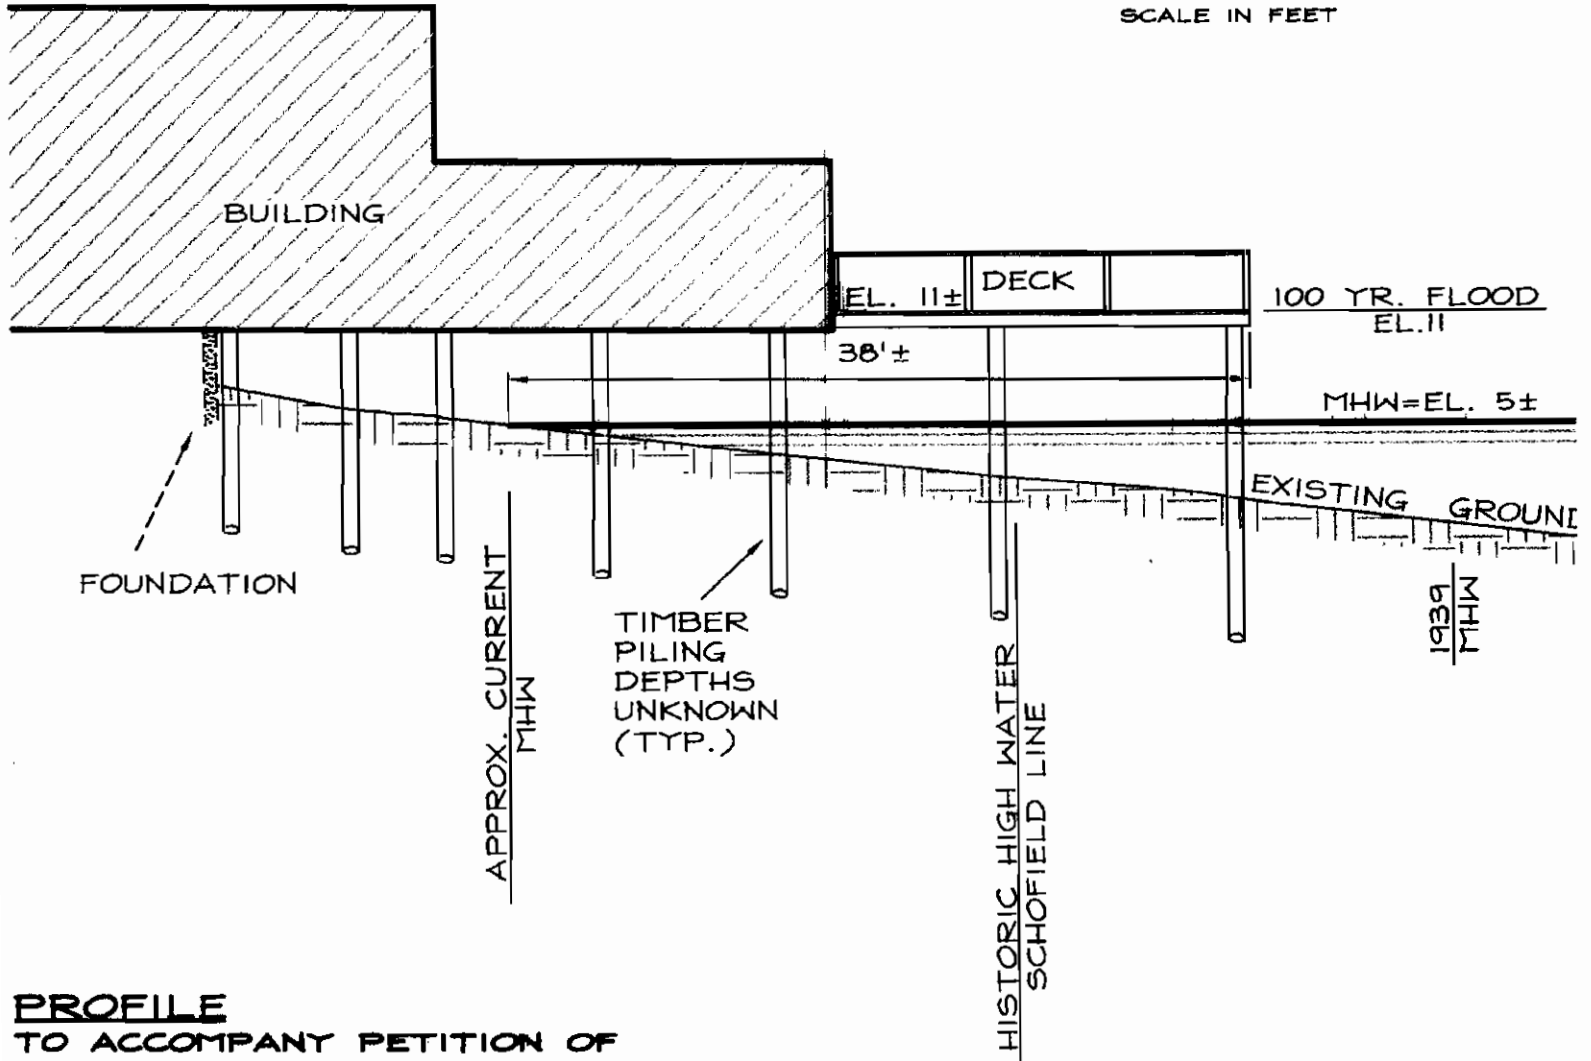 SCALE IN FEET
BUILDING
EL. 11±
DECK
100 YR. FLOOD
EL.11
38'±
MHW=EL. 5±
EXISTING GROUND
FOUNDATION
TIMBER
PILING
DEPTHS
UNKNOWN
(TYP.)
APPROX. CURRENT
MHW
HISTORIC HIGH WATER
SCHOFIELD LINE
1939
MHW
PROFILE
TO ACCOMPANY PETITION OF